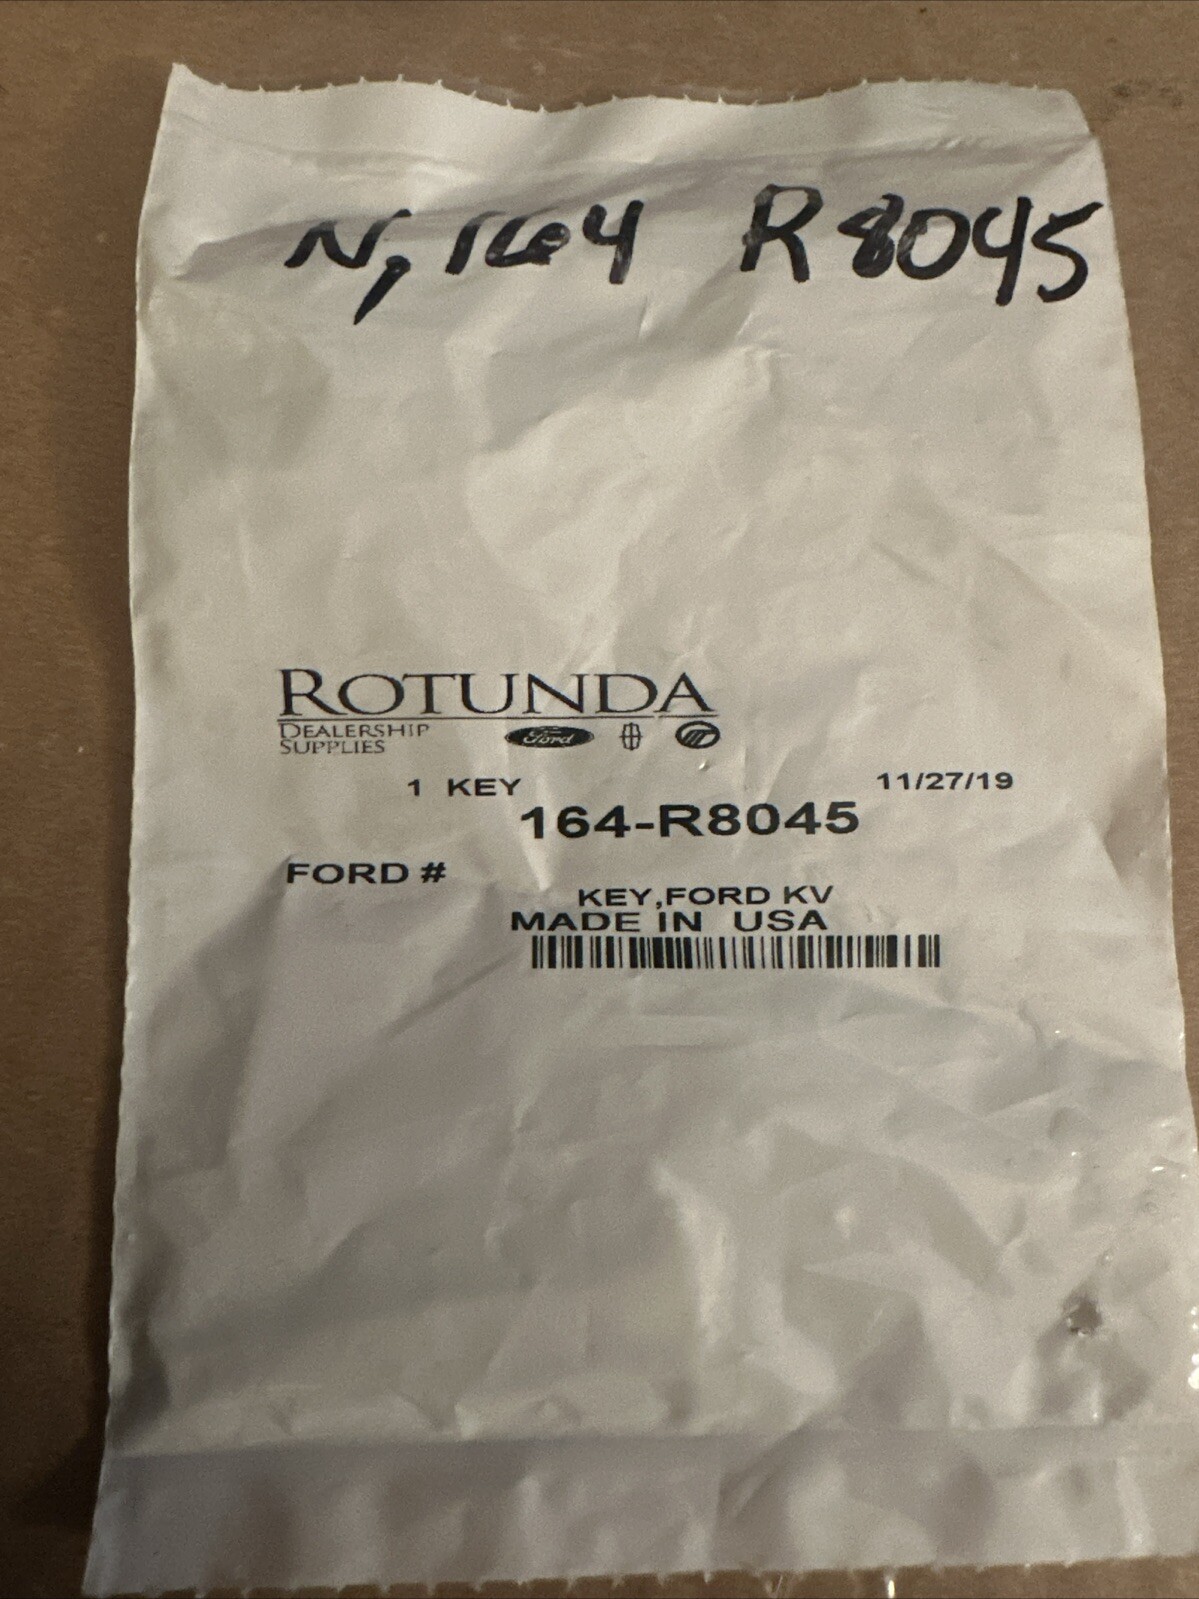 N, 164 R8045
ROTUNDA
DEALERSHIP
SUPPLIES
Ford
1 KEY
11/27/19
164-R8045
FORD #
KEY,FORD KV
MADE IN USA